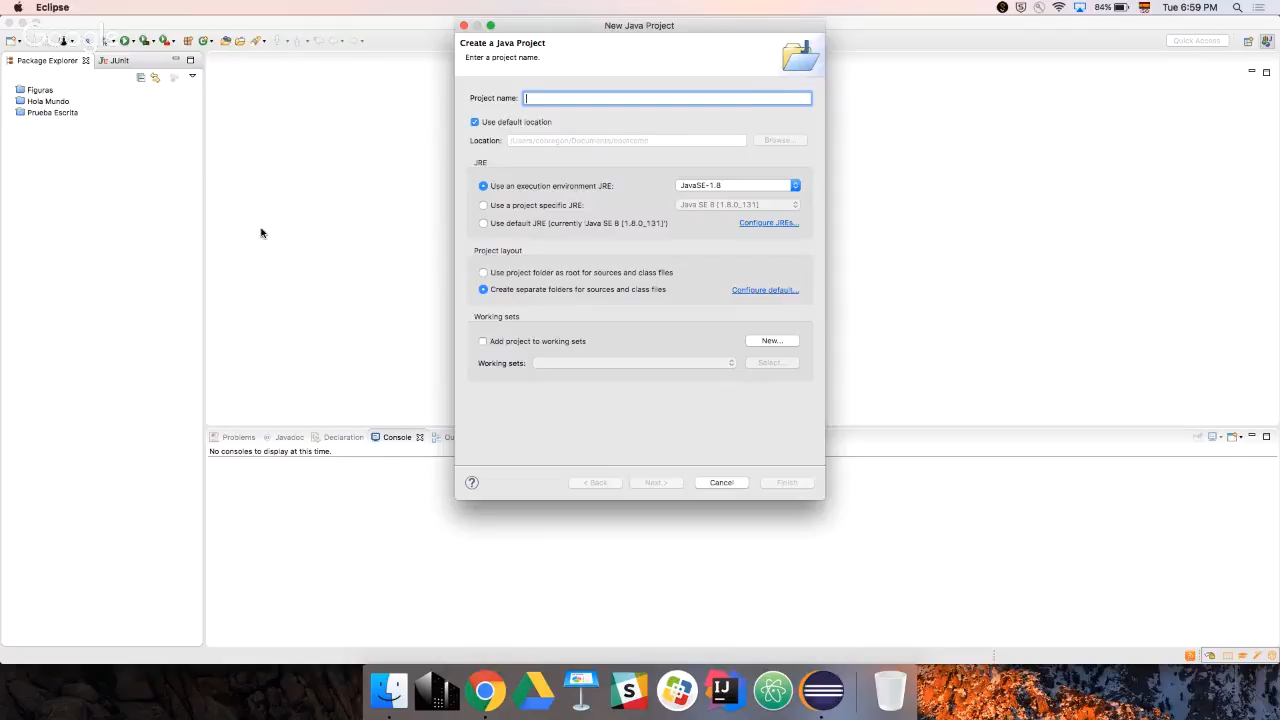 Eclipse
84%
Tue 6:59 PM
New Java Project
Quick Access
Create a Java Project
Enter a project name.
Package Explorer
JUnit
Figuras
Hola Mundo
Prueba Escrita
Project name:
Use default location
Location:
/Users/conregon/Documents/bootcamp
Browse...
JRE
Use an execution environment JRE:
JavaSE-1.8
Use a project specific JRE:
Java SE 8 [1.8.0_131]
Use default JRE (currently 'Java SE 8 [1.8.0_131]')
Configure JREs...
Project layout
Use project folder as root for sources and class files
Create separate folders for sources and class files
Configure default...
Working sets
Add project to working sets
New...
Working sets:
Select...
Problems
@ Javadoc
Declaration
Console
No consoles to display at this time.
?
< Back
Next >
Cancel
Finish
IJ